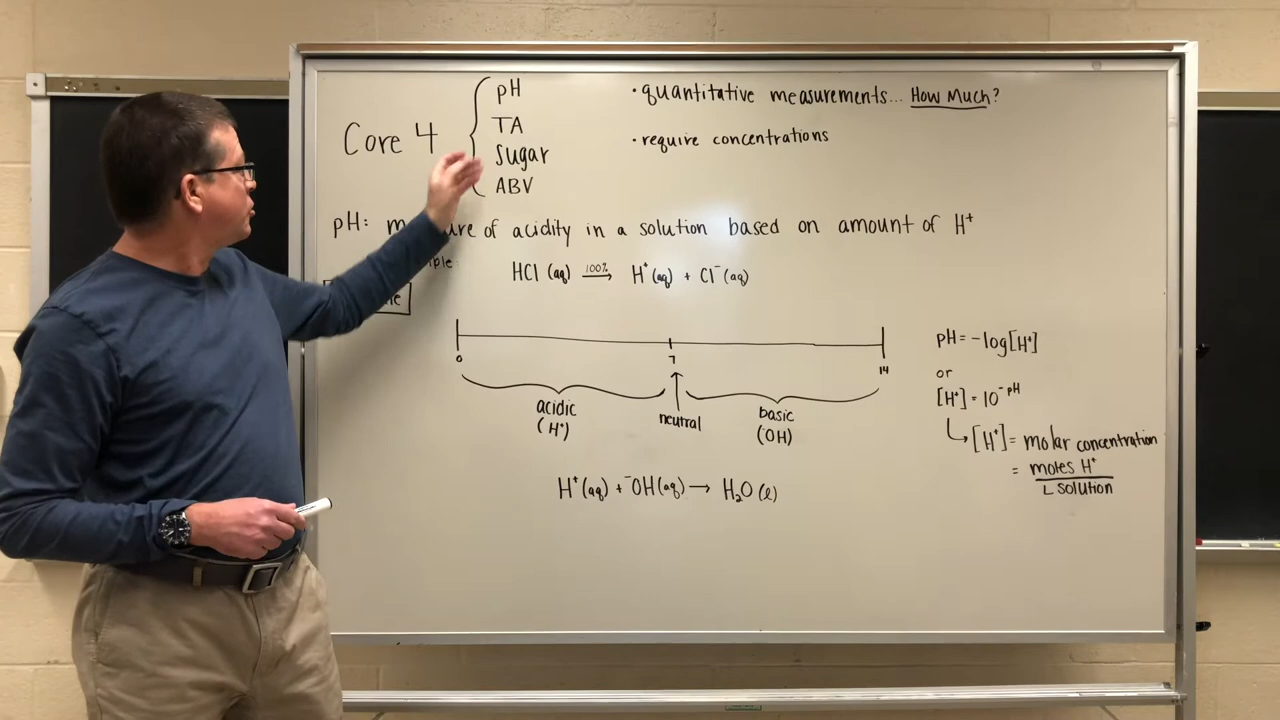 Core 4
pH
TA
Sugar
ABV
• quantitative measurements... How Much?
• require concentrations
pH: of acidity in a solution based on amount of H⁺
HCl (aq) 100%→ H⁺(aq) + Cl⁻(aq)
0 7 14
acidic
(H⁺)
neutral
basic
(OH)
H⁺(aq) + ⁻OH(aq) → H₂O(l)
pH = -log[H⁺]
or
[H⁺] = 10^-pH
↳ [H⁺] = molar concentration
= moles H⁺
L solution